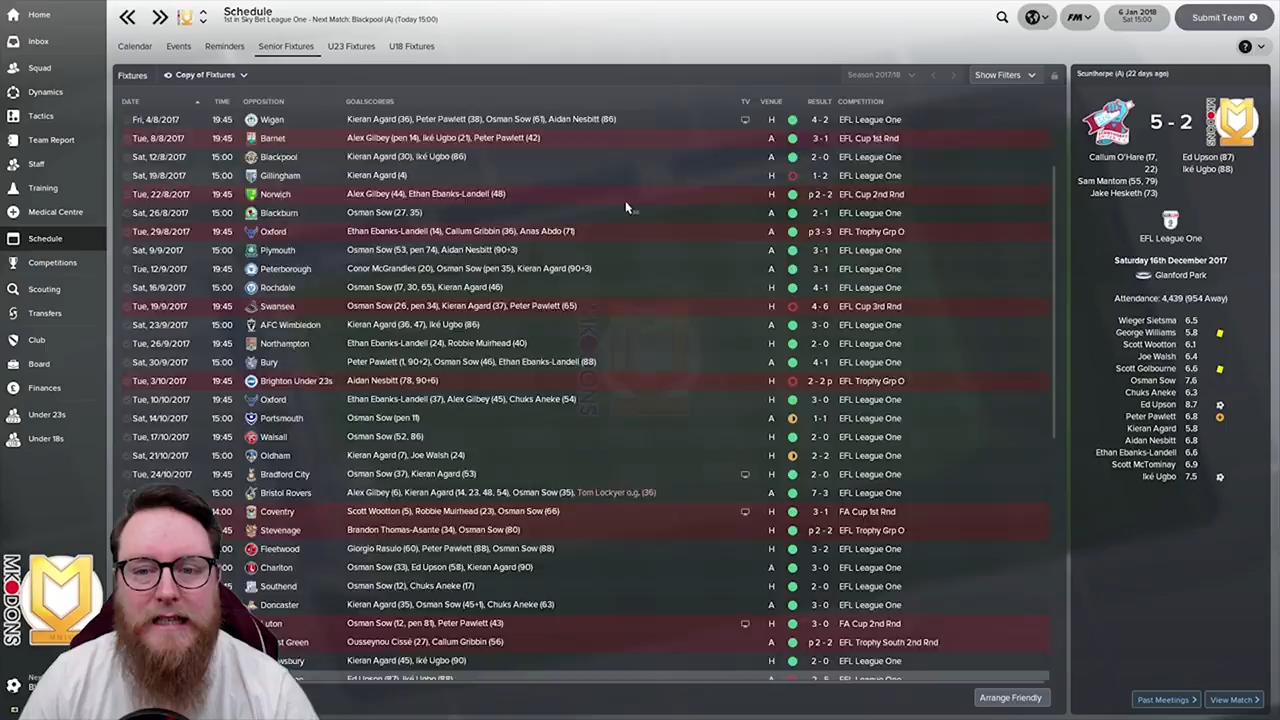 Home
Inbox
Squad
Dynamics
Tactics
Team Report
Staff
Training
Medical Centre
Schedule
Competitions
Scouting
Transfers
Club
Board
Finances
Under 23s
Under 18s
MK DONS
Schedule
1st in Sky Bet League One - Next Match: Blackpool (A) (Today 15:00)
FM
6 Jan 2018
Sat 15:00
Submit Team
Calendar Events Reminders Senior Fixtures U23 Fixtures U18 Fixtures
Fixtures Copy of Fixtures Season 2017/18 Show Filters
DATE TIME OPPOSITION GOALSCORERS TV VENUE RESULT COMPETITION
Fri, 4/8/2017 19:45 Wigan Kieran Agard (36), Peter Pawlett (38), Osman Sow (61), Aidan Nesbitt (86) H 4-2 EFL League One
Tue, 8/8/2017 19:45 Barnet Alex Gilbey (pen 14), Iké Ugbo (21), Peter Pawlett (42) A 3-1 EFL Cup 1st Rnd
Sat, 12/8/2017 15:00 Blackpool Kieran Agard (30), Iké Ugbo (86) A 2-0 EFL League One
Sat, 19/8/2017 15:00 Gillingham Kieran Agard (4) H 1-2 EFL League One
Tue, 22/8/2017 19:45 Norwich Alex Gilbey (44), Ethan Ebanks-Landell (48) H p 2-2 EFL Cup 2nd Rnd
Sat, 26/8/2017 15:00 Blackburn Osman Sow (27, 35) A 2-1 EFL League One
Tue, 29/8/2017 19:45 Oxford Ethan Ebanks-Landell (14), Callum Gribbin (36), Anas Abdo (71) A p 3-3 EFL Trophy Grp O
Sat, 9/9/2017 15:00 Plymouth Osman Sow (53, pen 74), Aidan Nesbitt (90+3) A 3-1 EFL League One
Tue, 12/9/2017 19:45 Peterborough Conor McGrandles (20), Osman Sow (pen 35), Kieran Agard (90+3) A 3-1 EFL League One
Sat, 16/9/2017 15:00 Rochdale Osman Sow (17, 30, 65), Kieran Agard (46) H 4-1 EFL League One
Tue, 19/9/2017 19:45 Swansea Osman Sow (26, pen 34), Kieran Agard (37), Peter Pawlett (65) H 4-6 EFL Cup 3rd Rnd
Sat, 23/9/2017 15:00 AFC Wimbledon Kieran Agard (36, 47), Iké Ugbo (86) A 3-0 EFL League One
Tue, 26/9/2017 19:45 Northampton Ethan Ebanks-Landell (24), Robbie Muirhead (40) H 2-0 EFL League One
Sat, 30/9/2017 15:00 Bury Peter Pawlett (1, 90+2), Osman Sow (46), Ethan Ebanks-Landell (88) A 4-1 EFL League One
Tue, 3/10/2017 19:45 Brighton Under 23s Aidan Nesbitt (78, 90+6) H 2-2 p EFL Trophy Grp O
Tue, 10/10/2017 19:45 Oxford Ethan Ebanks-Landell (37), Alex Gilbey (45), Chuks Aneke (54) H 3-0 EFL League One
Sat, 14/10/2017 15:00 Portsmouth Osman Sow (pen 11) A 1-1 EFL League One
Tue, 17/10/2017 19:45 Walsall Osman Sow (52, 86) H 2-0 EFL League One
Sat, 21/10/2017 15:00 Oldham Kieran Agard (7), Joe Walsh (24) H 2-2 EFL League One
Tue, 24/10/2017 19:45 Bradford City Osman Sow (37), Kieran Agard (53) H 2-0 EFL League One
15:00 Bristol Rovers Alex Gilbey (6), Kieran Agard (14, 23, 48, 54), Osman Sow (35), Tom Lockyer o.g. (36) A 7-3 EFL League One
Coventry Scott Wootton (5), Robbie Muirhead (23), Osman Sow (66) H 3-1 FA Cup 1st Rnd
Stevenage Brandon Thomas-Asante (34), Osman Sow (80) H p 2-2 EFL Trophy Grp O
Fleetwood Giorgio Rasulo (60), Peter Pawlett (88), Osman Sow (88) H 3-2 EFL League One
Charlton Osman Sow (33), Ed Upson (58), Kieran Agard (90) A 3-0 EFL League One
Southend Osman Sow (12), Chuks Aneke (17) H 2-0 EFL League One
Doncaster Kieran Agard (35), Osman Sow (45+1), Chuks Aneke (63) A 3-0 EFL League One
Osman Sow (12, pen 81), Peter Pawlett (43) H 3-0 FA Cup 2nd Rnd
Green Ousseynou Cissé (27), Callum Gribbin (56) A p 2-2 EFL Trophy South 2nd Rnd
Kieran Agard (45), Iké Ugbo (90) H 2-0 EFL League One
Ed Upson (87), Iké Ugbo (88) 2-5 EFL League One
Arrange Friendly
Scunthorpe (A) (22 days ago)
5 - 2
MK DONS
Callum O'Hare (17, 22)
Sam Mantom (55, 79)
Jake Hesketh (73)
Ed Upson (87)
Iké Ugbo (88)
EFL League One
Saturday 16th December 2017
Glanford Park
Attendance: 4,439 (954 Away)
Wieger Sietsma 6.5
George Williams 5.8
Scott Wootton 6.1
Joe Walsh 6.4
Scott Golbourne 6.6
Osman Sow 7.6
Chuks Aneke 6.3
Ed Upson 8.7
Peter Pawlett 6.8
Kieran Agard 5.8
Aidan Nesbitt 6.8
Ethan Ebanks-Landell 6.6
Scott McTominay 6.9
Iké Ugbo 7.5
Past Meetings
View Match